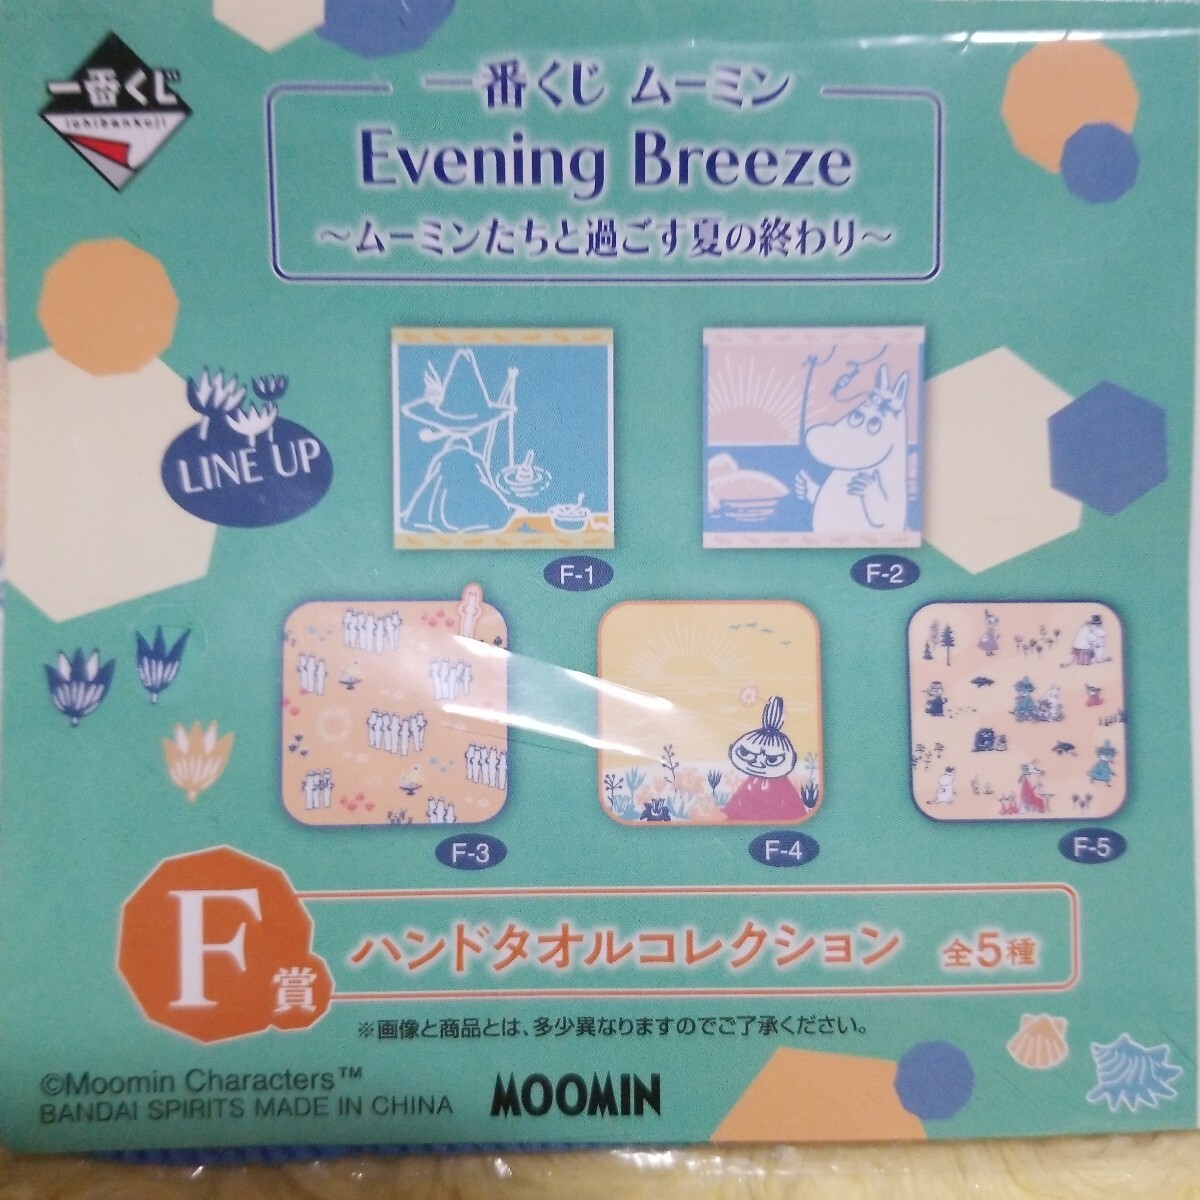 一番くじ
ichibankuji
一番くじ ムーミン
Evening Breeze
～ムーミンたちと過ごす夏の終わり～
LINE UP
F-1
F-2
F-3
F-4
F-5
F賞
ハンドタオルコレクション 全5種
※画像と商品とは、多少異なりますのでご了承ください。
©Moomin Characters™
BANDAI SPIRITS MADE IN CHINA
MOOMIN